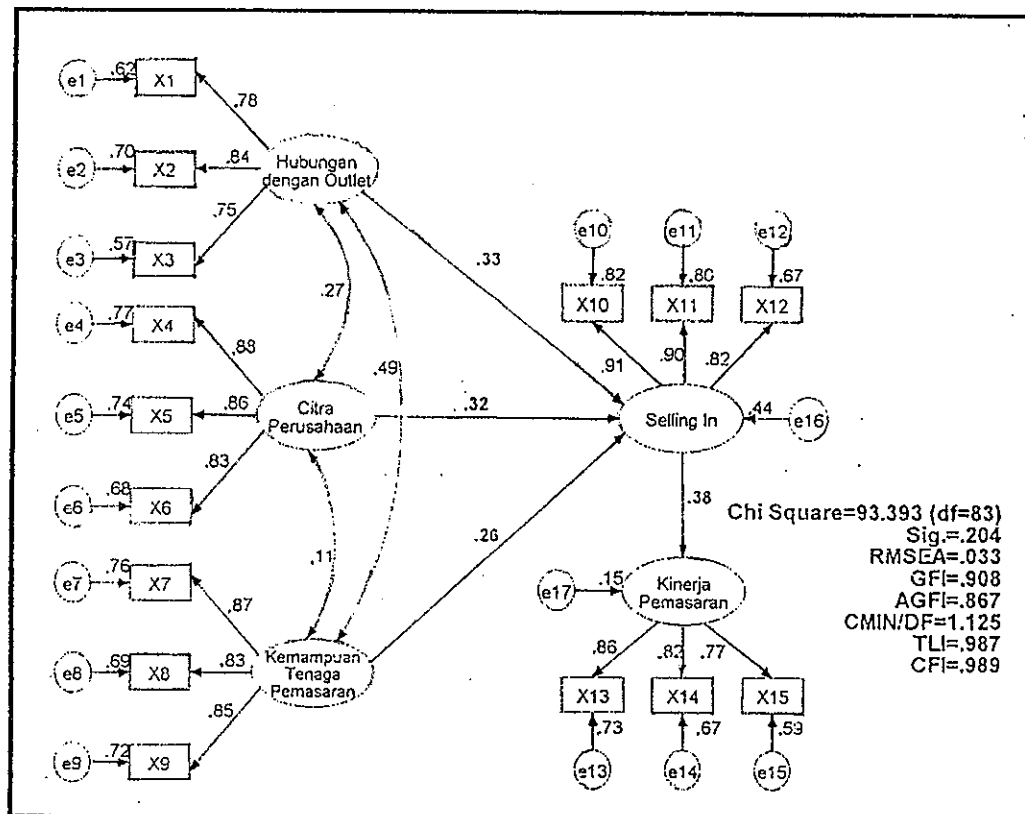 e1
.62
X1
.78
e2
.70
X2
.84
Hubungan
dengan Outlet
e3
.57
X3
.75
e4
.77
X4
.88
e5
.74
X5
.86
Citra
Perusahaan
X6
.68
.83
e7
.76
X7
.87
e8
.69
X8
.83
Kemampuan
Tenaga
Pemasaran
e9
.72
X9
.85
.27
.49
.11
.33
.32
e10
e11
e12
.82
.80
.67
X10
X11
X12
.91
.90
.82
Selling In
.44
e16
.38
e17
.15
Kinerja
Pemasaran
.86
.82
.77
X13
X14
X15
.73
.67
.59
e13
e14
e15
Chi Square=93.393 (df=83)
Sig.=.204
RMSEA=.033
GFI=.908
AGFI=.867
CMIN/DF=1.125
TLI=.987
CFI=.989